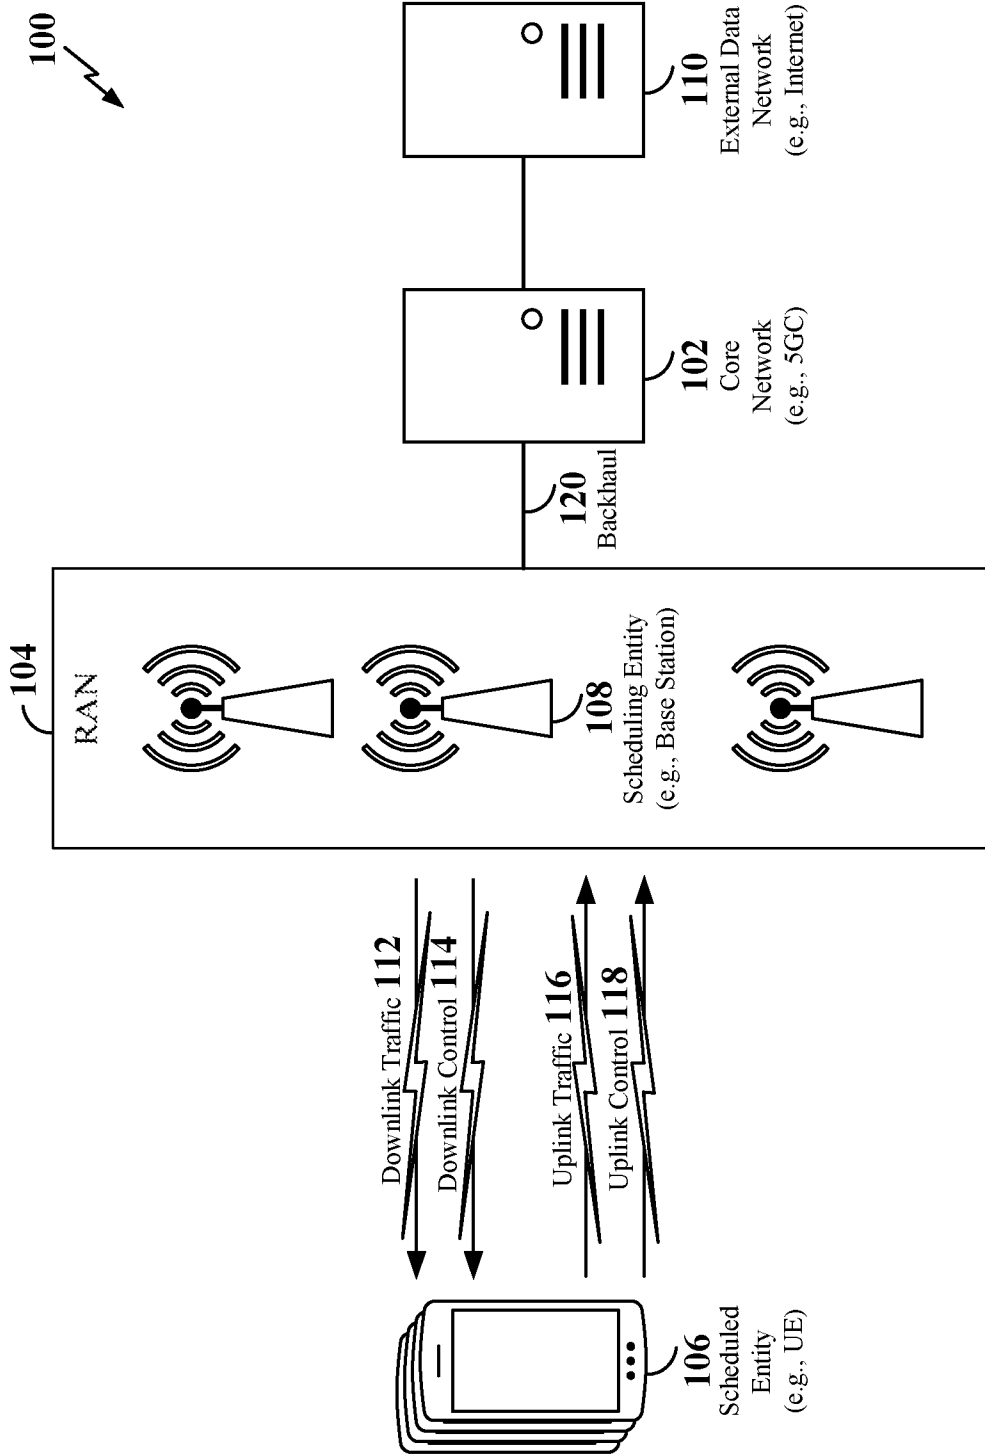 100
104
RAN
Downlink Traffic 112
Downlink Control 114
Uplink Traffic 116
Uplink Control 118
106
Scheduled
Entity
(e.g., UE)
108
Scheduling Entity
(e.g., Base Station)
120
Backhaul
102
Core
Network
(e.g., 5GC)
110
External Data
Network
(e.g., Internet)